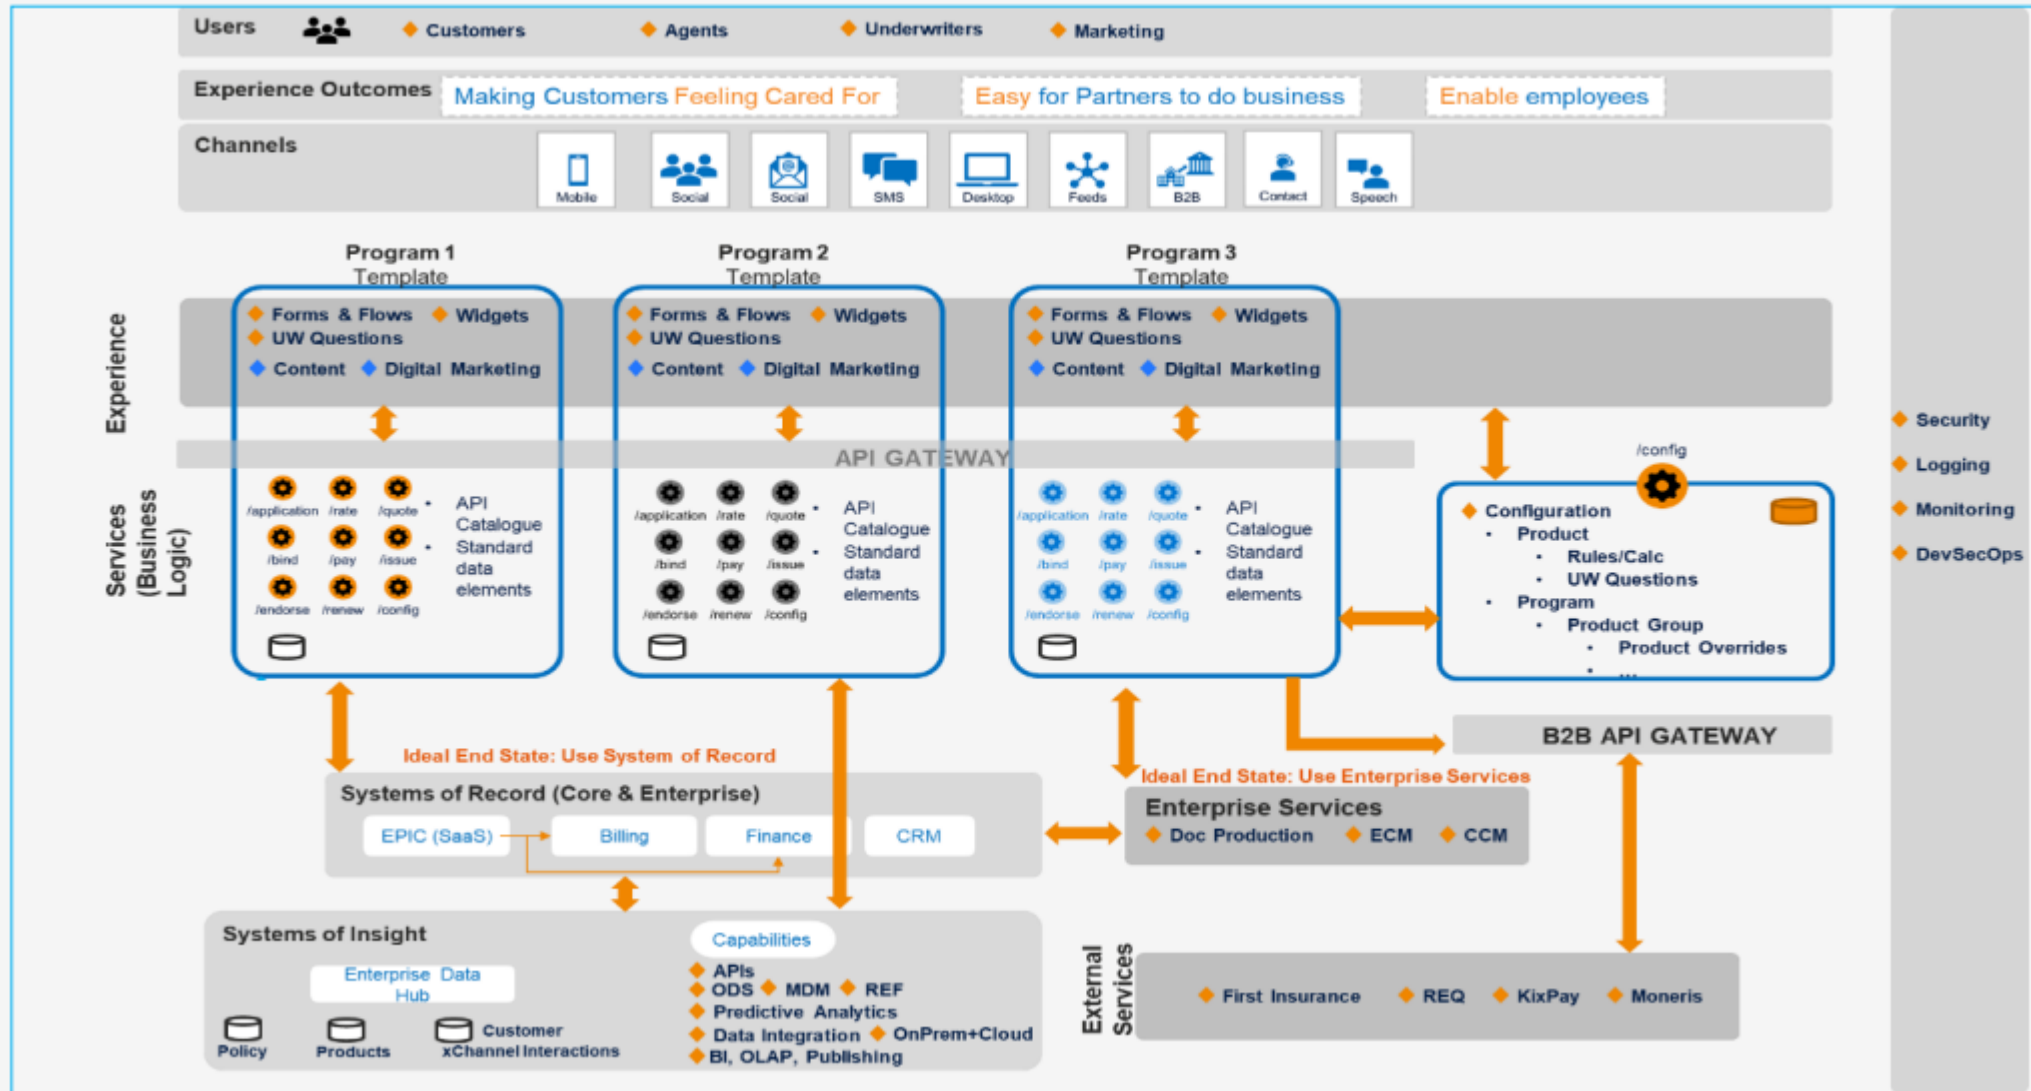 Users
Customers
Agents
Underwriters
Marketing
Experience Outcomes
Making Customers Feeling Cared For
Easy for Partners to do business
Enable employees
Channels
Mobile
Social
Social
SMS
Desktop
Feeds
B2B
Contact
Speech
Program 1
Template
Program 2
Template
Program 3
Template
Experience
Forms & Flows Widgets
UW Questions
Content Digital Marketing
Forms & Flows Widgets
UW Questions
Content Digital Marketing
Forms & Flows Widgets
UW Questions
Content Digital Marketing
API GATEWAY
Services
(Business
Logic)
/application /rate /quote
/bind /pay /issue
/endorse /renew /config
• API
Catalogue
• Standard
data
elements
/application /rate /quote
/bind /pay /issue
/endorse /renew /config
• API
Catalogue
• Standard
data
elements
/application /rate /quote
/bind /pay /issue
/endorse /renew /config
• API
Catalogue
• Standard
data
elements
/config
Configuration
• Product
• Rules/Calc
• UW Questions
• Program
• Product Group
• Product Overrides
• ...
Security
Logging
Monitoring
DevSecOps
B2B API GATEWAY
Ideal End State: Use System of Record
Systems of Record (Core & Enterprise)
EPIC (SaaS)
Billing
Finance
CRM
Ideal End State: Use Enterprise Services
Enterprise Services
Doc Production ECM CCM
Systems of Insight
Enterprise Data
Hub
Policy
Products
Customer
xChannel Interactions
Capabilities
APIs
ODS MDM REF
Predictive Analytics
Data Integration OnPrem+Cloud
BI, OLAP, Publishing
External
Services
First Insurance REQ KixPay Moneris